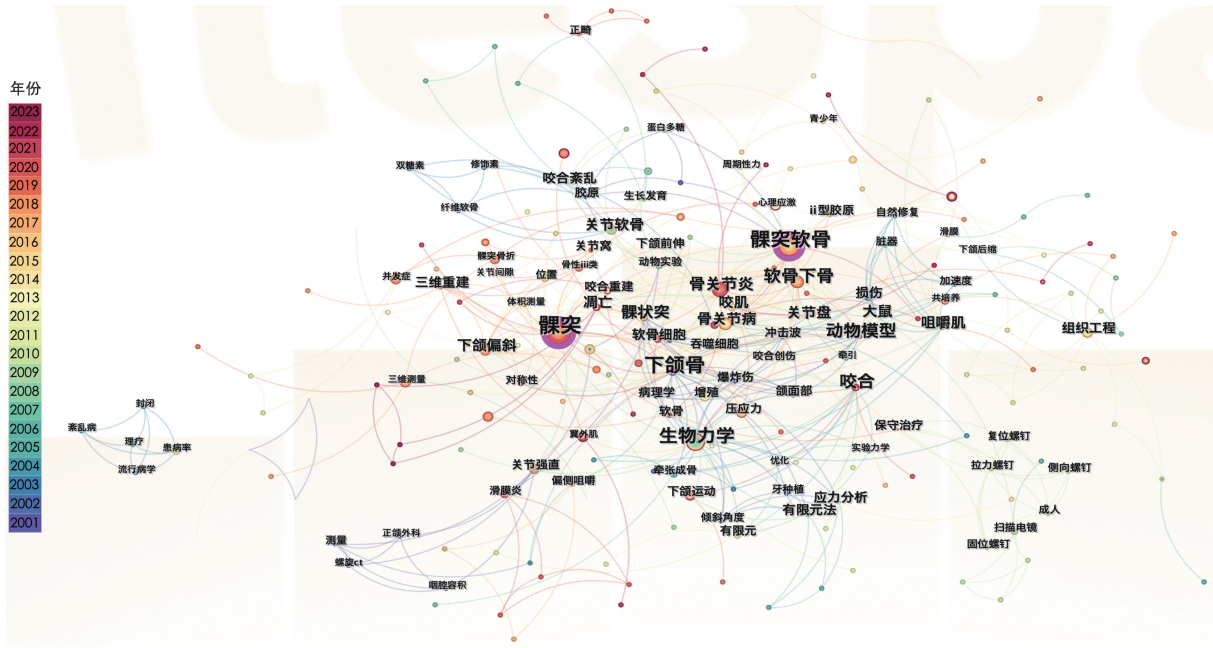 正畸
年份
2023
2022
2021
2020
2019
2018
2017
2016
2015
2014
2013
2012
2011
2010
2009
2008
2007
2006
2005
2004
2003
2002
2001
青少年
蛋白多糖
双糖素
修饰素
周期性力
咬合紊乱
胶原
生长发育
纤维软骨
心理应激
ii型胶原
自然修复
关节软骨
滑膜
关节窝
下颌前伸
髁突软骨
脏器
下颌后缩
髁突骨折
骨性iii类
动物实验
关节间隙
位置
软骨下骨
并发症
三维重建
咬合重建
骨关节炎
加速度
损伤
体积测量
凋亡
咬肌
共培养
髁状突
关节盘
大鼠
骨关节病
咀嚼肌
髁突
组织工程
软骨细胞
冲击波
动物模型
下颌偏斜
吞噬细胞
咬合创伤
牵引
下颌骨
三维测量
对称性
爆炸伤
咬合
病理学
增殖
颌面部
封闭
软骨
压应力
紊乱病
保守治疗
理疗
翼外肌
生物力学
复位螺钉
患病率
实验力学
关节强直
优化
拉力螺钉
侧向螺钉
流行病学
牵张成骨
偏侧咀嚼
滑膜炎
下颌运动
牙种植
应力分析
有限元法
成人
倾斜角度
扫描电镜
正颌外科
有限元
测量
固位螺钉
螺旋ct
咽腔容积